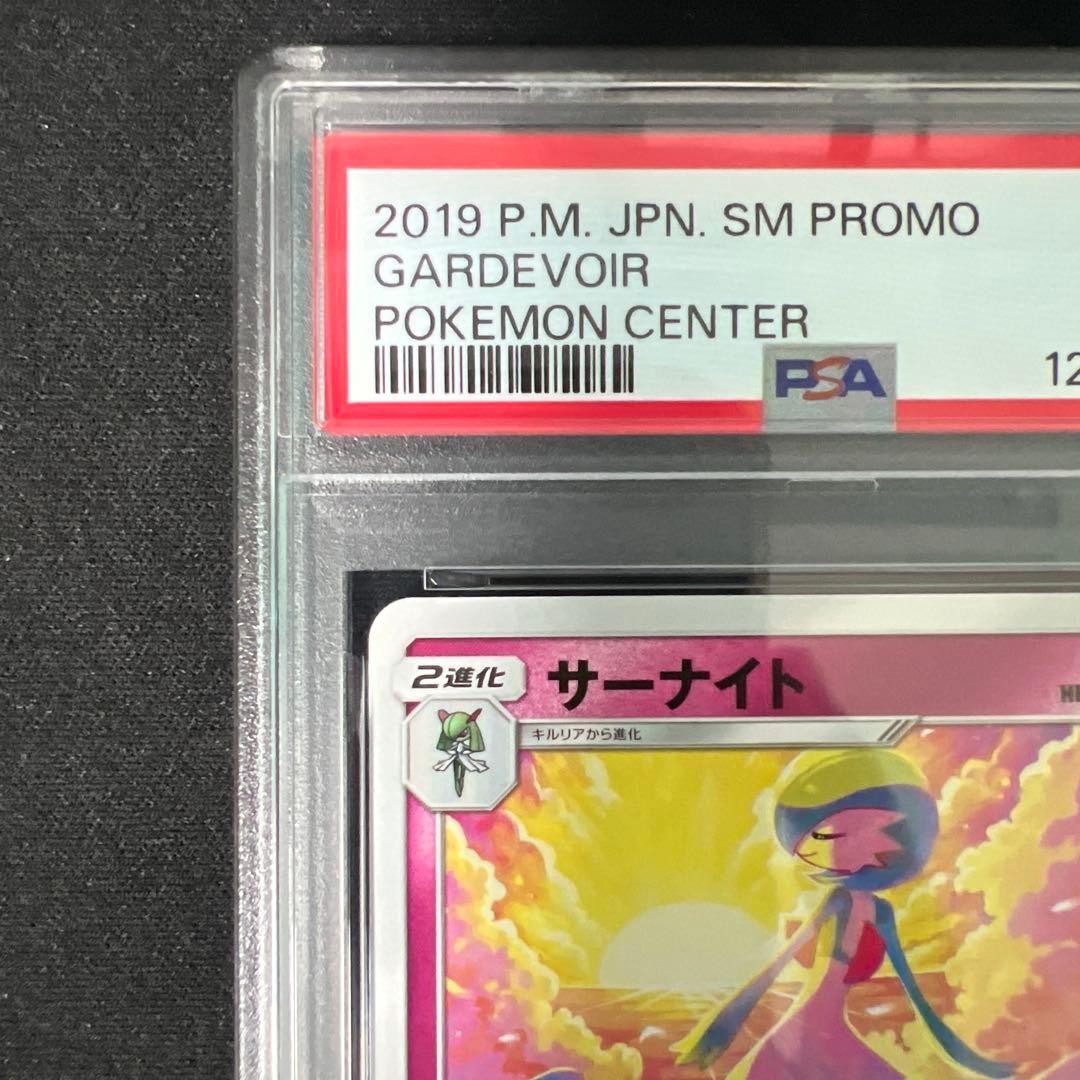 2019 P.M. JPN. SM PROMO
GARDEVOIR
POKEMON CENTER
PSA
12
2進化
サーナイト
キルリアから進化